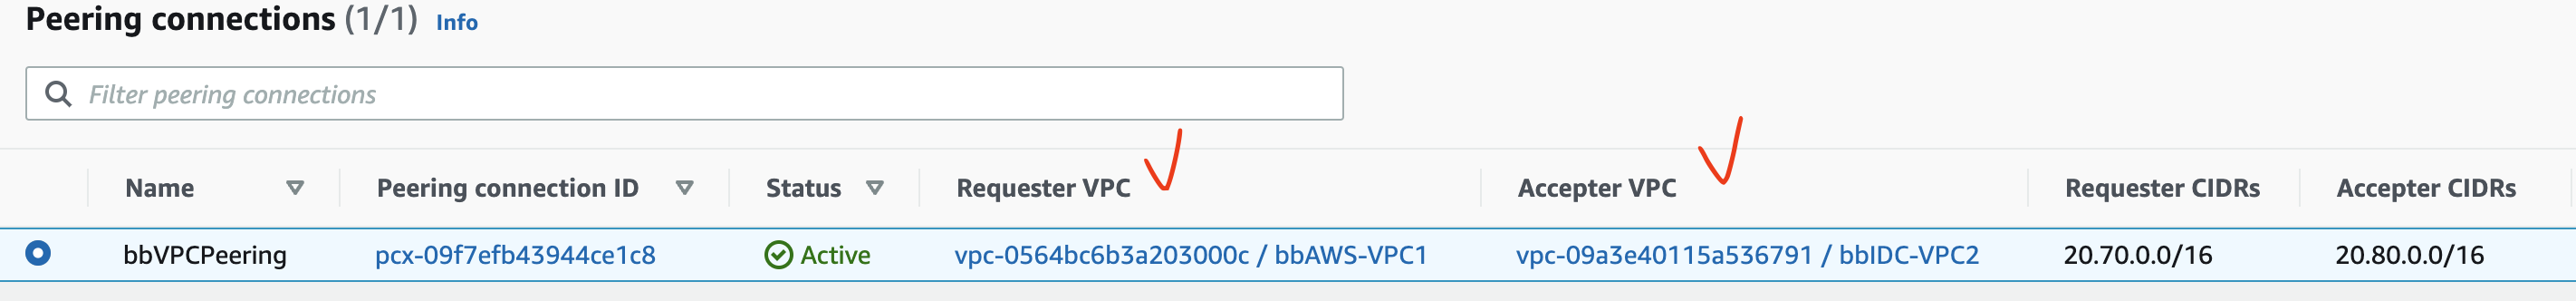 Peering connections (1/1) Info
Filter peering connections
Name Peering connection ID Status Requester VPC Accepter VPC Requester CIDRs Accepter CIDRs
bbVPCPeering pcx-09f7efb43944ce1c8 Active vpc-0564bc6b3a203000c / bbAWS-VPC1 vpc-09a3e40115a536791 / bbIDC-VPC2 20.70.0.0/16 20.80.0.0/16